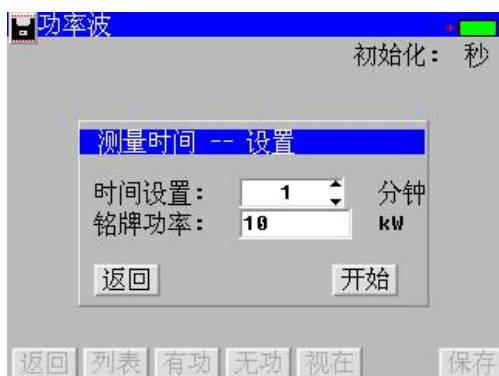 功率波
初始化： 秒
测量时间 -- 设置
时间设置： 1 分钟
铭牌功率： 10 kW
返回 开始
返回 列表 有功 无功 视在 保存